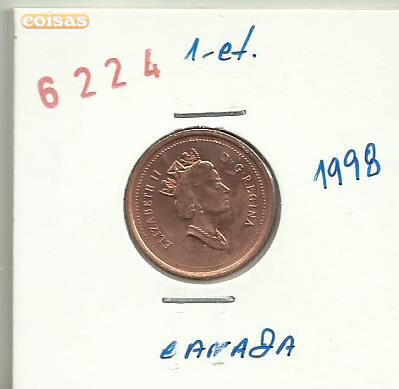 coisas
6224
1-ct.
ELIZABETH II D·G·REGINA
1998
CANADA